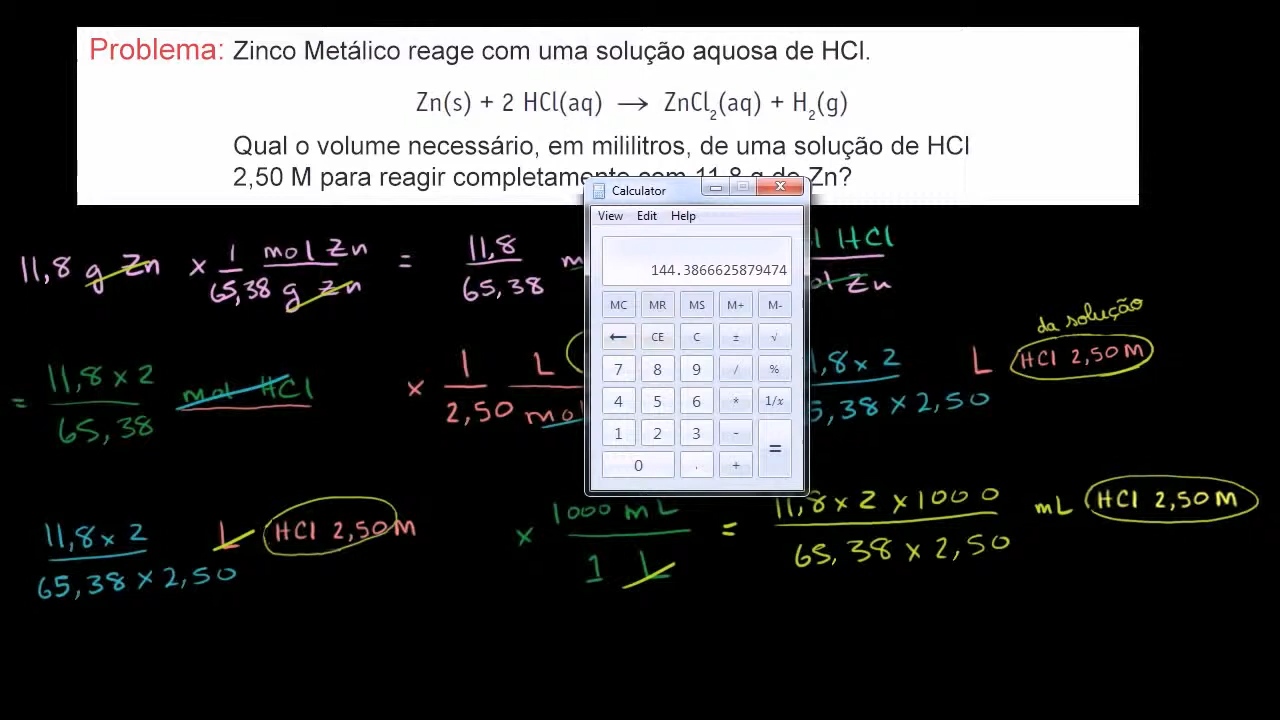 Problema: Zinco Metálico reage com uma solução aquosa de HCl.
Zn(s) + 2 HCl(aq) → ZnCl₂(aq) + H₂(g)
Qual o volume necessário, em mililitros, de uma solução de HCl
2,50 M para reagir completamente com 11,8 g de Zn?
Calculator
View Edit Help
144.3866625879474
MC MR MS M+ M-
← CE C ± √
7 8 9 / %
4 5 6 * 1/x
1 2 3 - =
0 . +
11,8 g Zn × 1 mol Zn = 11,8 HCl
65,38 g Zn 65,38 Zn
da solução
= 11,8 × 2 mol HCl × 1 L 1,8 × 2 L HCl 2,50 M
65,38 2,50 mol 5,38 × 2,50
11,8 × 2 L HCl 2,50 M × 1000 mL = 11,8 × 2 × 1000 mL HCl 2,50 M
65,38 × 2,50 1 L 65,38 × 2,50